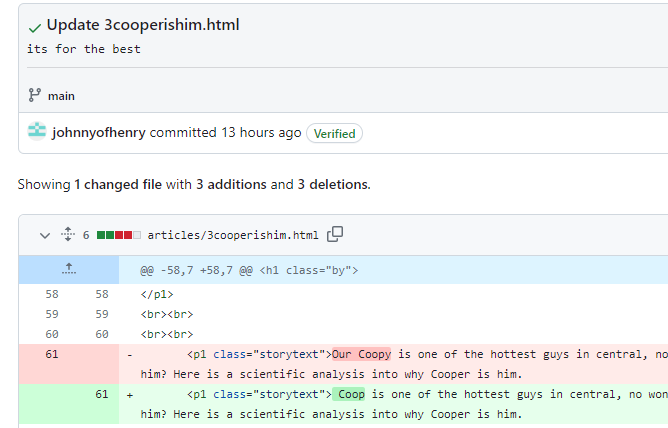 Update 3cooperishim.html
its for the best
main
johnnyofhenry committed 13 hours ago Verified
Showing 1 changed file with 3 additions and 3 deletions.
6 articles/3cooperishim.html
@@ -58,7 +58,7 @@ <h1 class="by">
58 58 </p1>
59 59 <br><br>
60 60 <br><br>
61 - <p1 class="storytext">Our Coopy is one of the hottest guys in central, no
him? Here is a scientific analysis into why Cooper is him.
61 + <p1 class="storytext"> Coop is one of the hottest guys in central, no won
him? Here is a scientific analysis into why Cooper is him.